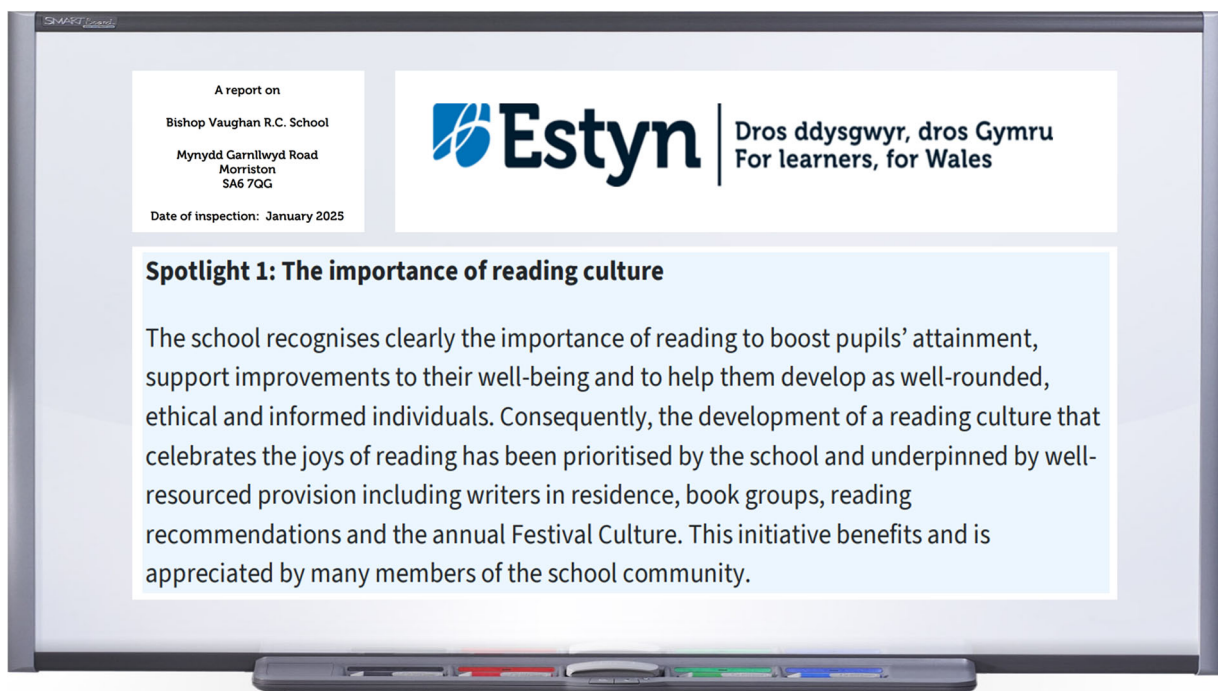 SMART Board
A report on
Bishop Vaughan R.C. School
Mynydd Garnllwyd Road
Morriston
SA6 7QG
Date of inspection: January 2025
Estyn
Dros ddysgwyr, dros Gymru
For learners, for Wales
Spotlight 1: The importance of reading culture
The school recognises clearly the importance of reading to boost pupils’ attainment,
support improvements to their well-being and to help them develop as well-rounded,
ethical and informed individuals. Consequently, the development of a reading culture that
celebrates the joys of reading has been prioritised by the school and underpinned by well-
resourced provision including writers in residence, book groups, reading
recommendations and the annual Festival Culture. This initiative benefits and is
appreciated by many members of the school community.